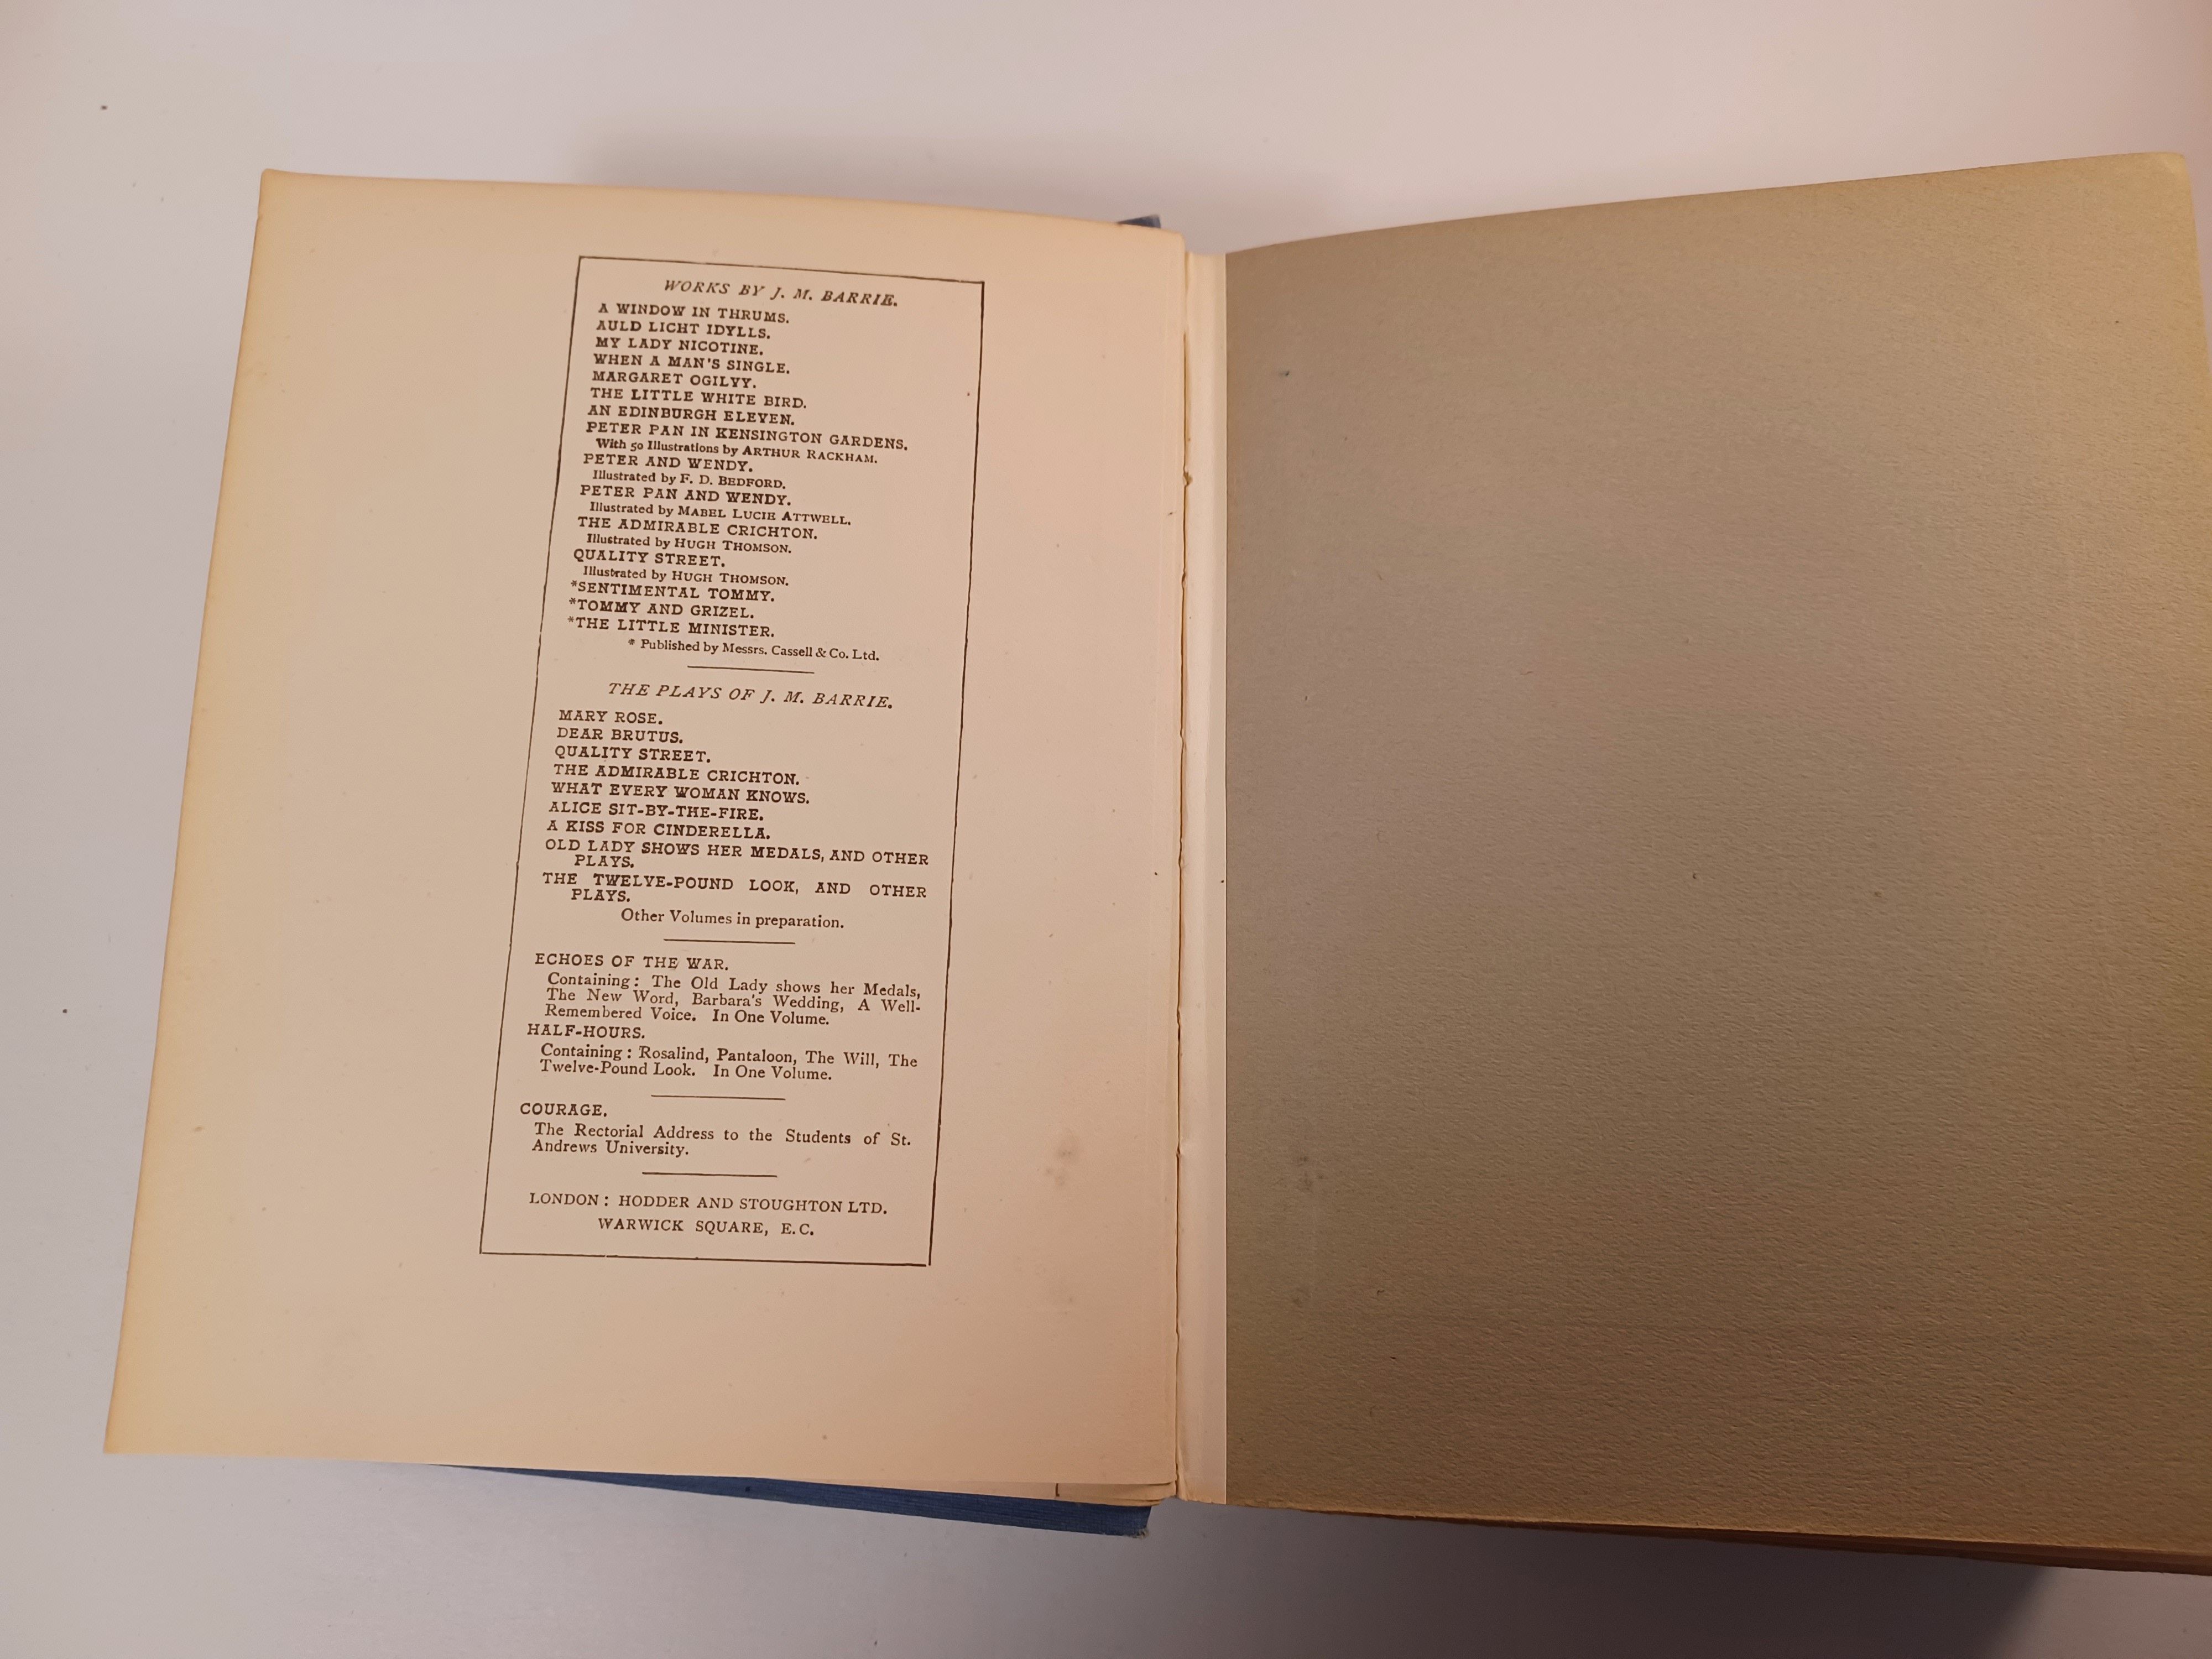 WORKS BY J. M. BARRIE.
A WINDOW IN THRUMS.
AULD LICHT IDYLLS.
MY LADY NICOTINE.
WHEN A MAN'S SINGLE.
MARGARET OGILVY.
THE LITTLE WHITE BIRD.
AN EDINBURGH ELEVEN.
PETER PAN IN KENSINGTON GARDENS.
With 50 Illustrations by ARTHUR RACKHAM.
PETER AND WENDY.
Illustrated by F. D. BEDFORD.
PETER PAN AND WENDY.
Illustrated by MABEL LUCIE ATTWELL.
THE ADMIRABLE CRICHTON.
Illustrated by HUGH THOMSON.
QUALITY STREET.
Illustrated by HUGH THOMSON.
*SENTIMENTAL TOMMY.
*TOMMY AND GRIZEL.
*THE LITTLE MINISTER.
* Published by Messrs. Cassell & Co. Ltd.
THE PLAYS OF J. M. BARRIE.
MARY ROSE.
DEAR BRUTUS.
QUALITY STREET.
THE ADMIRABLE CRICHTON.
WHAT EVERY WOMAN KNOWS.
ALICE SIT-BY-THE-FIRE.
A KISS FOR CINDERELLA.
OLD LADY SHOWS HER MEDALS, AND OTHER
PLAYS.
THE TWELVE-POUND LOOK, AND OTHER
PLAYS.
Other Volumes in preparation.
ECHOES OF THE WAR.
Containing: The Old Lady shows her Medals,
The New Word, Barbara's Wedding, A Well-
Remembered Voice. In One Volume.
HALF-HOURS.
Containing: Rosalind, Pantaloon, The Will, The
Twelve-Pound Look. In One Volume.
COURAGE.
The Rectorial Address to the Students of St.
Andrews University.
LONDON: HODDER AND STOUGHTON LTD.
WARWICK SQUARE, E.C.